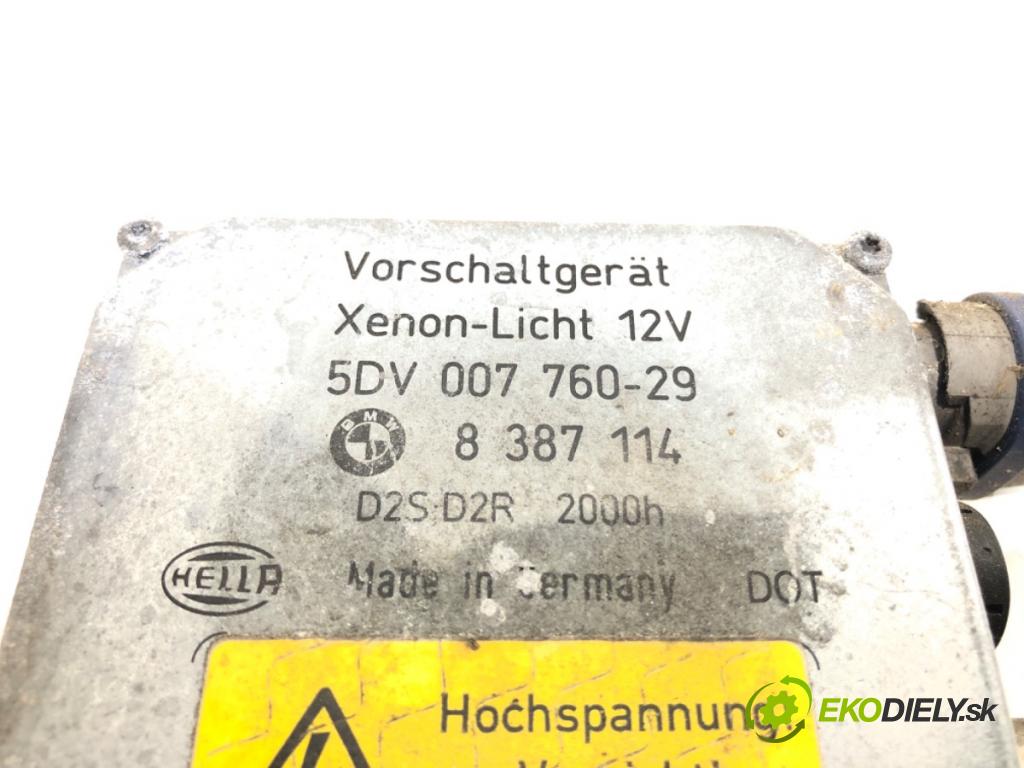 Vorschaltgerät
Xenon-Licht 12V
5DV 007 760-29
BMW 8 387 114
D2S:D2R 2000h
HELLA Made in Germany DOT
Hochspannung!
EKODIELY.sk